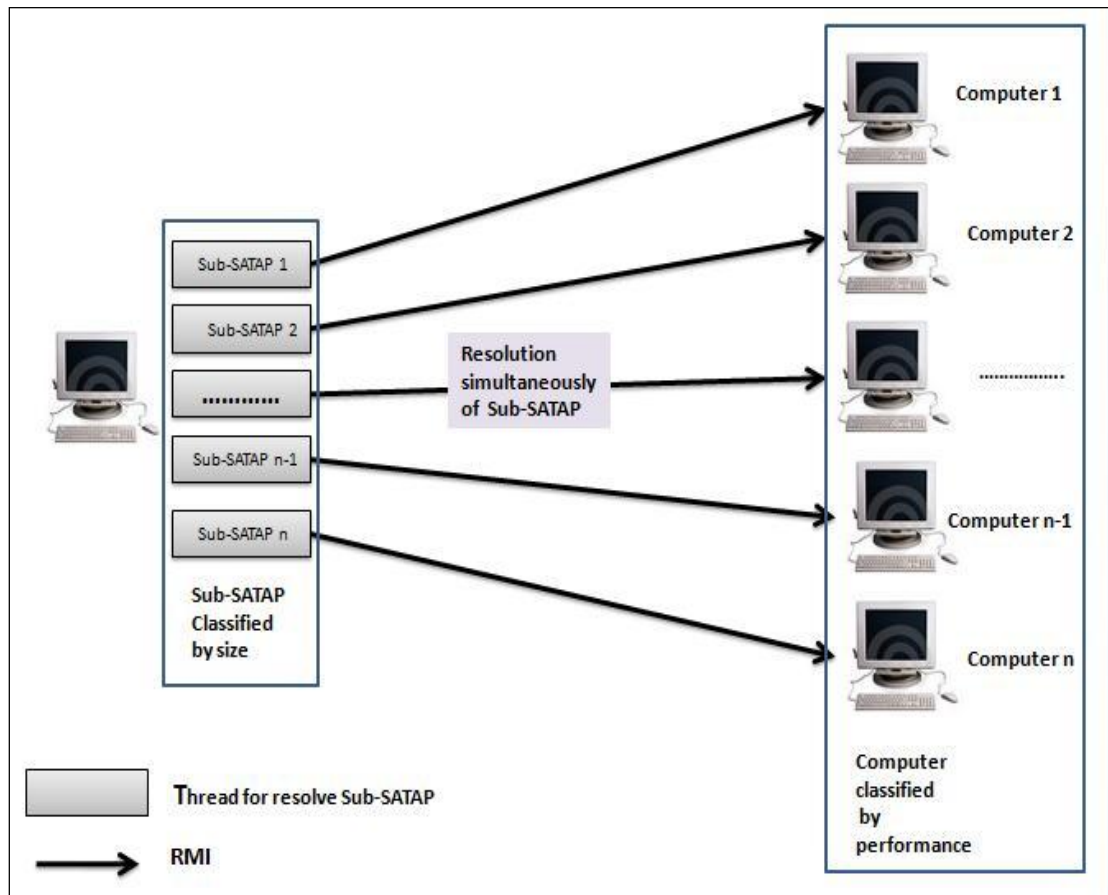 Sub-SATAP 1
Sub-SATAP 2
............
Sub-SATAP n-1
Sub-SATAP n
Sub-SATAP
Classified
by size
Resolution
simultaneously
of Sub-SATAP
Computer 1
Computer 2
................
Computer n-1
Computer n
Computer
classified
by
performance
Thread for resolve Sub-SATAP
RMI